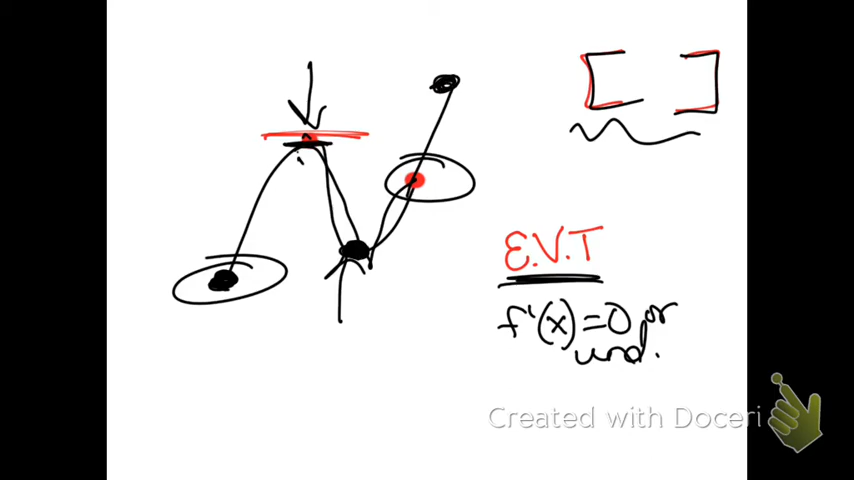 E.V.T
f'(x)=0 or
und.
Created with Doceri